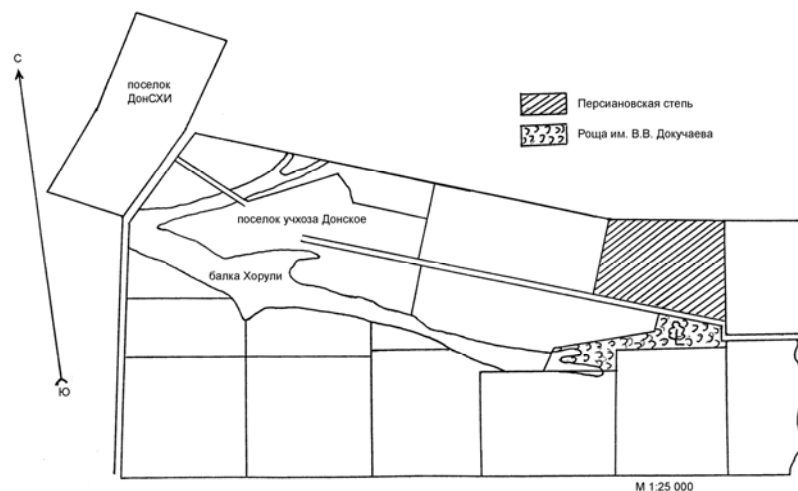 С
поселок
ДонСХИ
Персиановская степь
Роща им. В.В. Докучаева
поселок учхоза Донское
балка Хорули
Ю
М 1:25 000